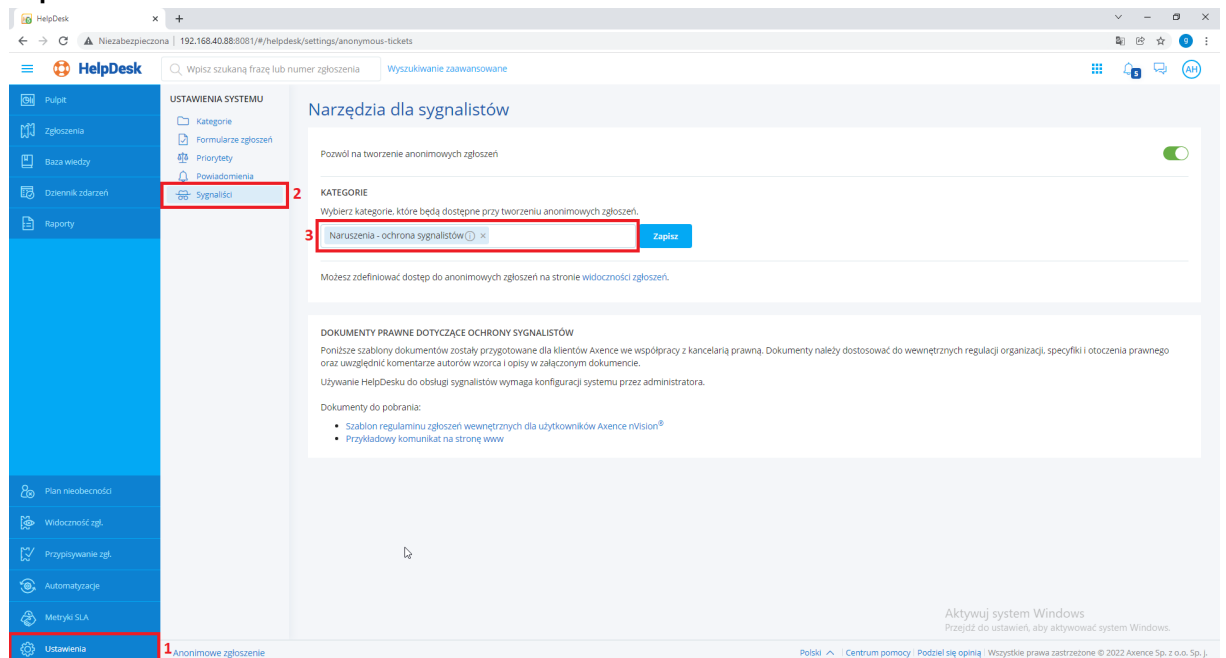 HelpDesk
Niezabezpieczona | 192.168.40.88:8081/#/helpdesk/settings/anonymous-tickets
g
HelpDesk
Wpisz szukaną frazę lub numer zgłoszenia
Wyszukiwanie zaawansowane
5
AH
Pulpit
Zgłoszenia
Baza wiedzy
Dziennik zdarzeń
Raporty
Plan nieobecności
Widoczność zgł.
Przypisywanie zgł.
Automatyzacje
Metryki SLA
Ustawienia
1
USTAWIENIA SYSTEMU
Kategorie
Formularze zgłoszeń
Priorytety
Powiadomienia
Sygnaliści
2
Narzędzia dla sygnalistów
Pozwól na tworzenie anonimowych zgłoszeń
KATEGORIE
Wybierz kategorie, które będą dostępne przy tworzeniu anonimowych zgłoszeń.
3
Naruszenia - ochrona sygnalistów ×
Zapisz
Możesz zdefiniować dostęp do anonimowych zgłoszeń na stronie widoczności zgłoszeń.
DOKUMENTY PRAWNE DOTYCZĄCE OCHRONY SYGNALISTÓW
Poniższe szablony dokumentów zostały przygotowane dla klientów Axence we współpracy z kancelarią prawną. Dokumenty należy dostosować do wewnętrznych regulacji organizacji, specyfiki i otoczenia prawnego
oraz uwzględnić komentarze autorów wzorca i opisy w załączonym dokumencie.
Używanie HelpDesku do obsługi sygnalistów wymaga konfiguracji systemu przez administratora.
Dokumenty do pobrania:
• Szablon regulaminu zgłoszeń wewnętrznych dla użytkowników Axence nVision®
• Przykładowy komunikat na stronę www
Aktywuj system Windows
Przejdź do ustawień, aby aktywować system Windows.
Anonimowe zgłoszenie
Polski | Centrum pomocy | Podziel się opinią | Wszystkie prawa zastrzeżone © 2022 Axence Sp. z o.o. Sp. j.